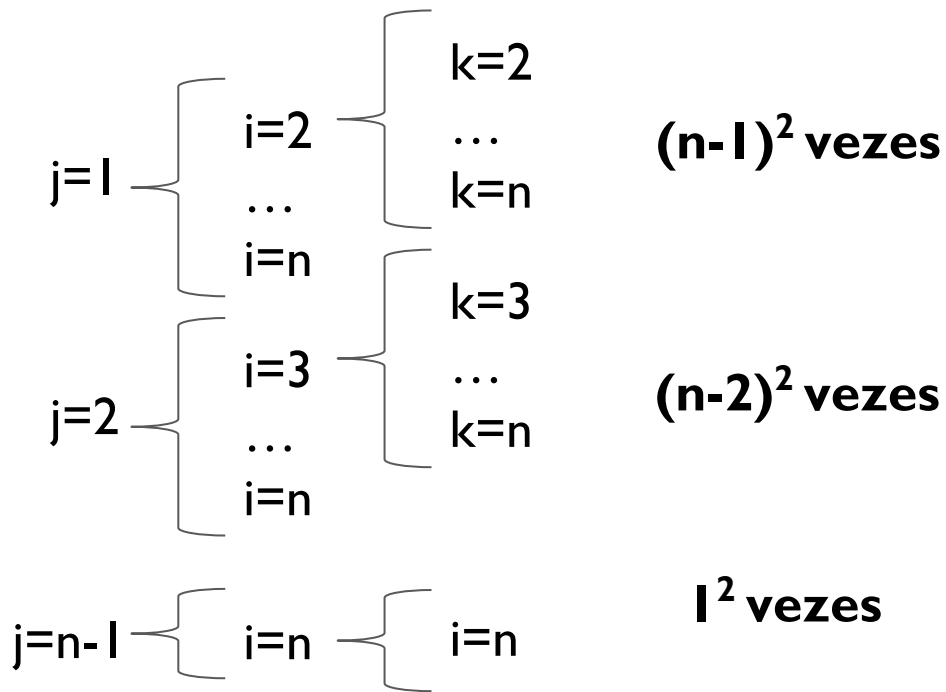 k=2
i=2
...
(n-1)² vezes
j=1
...
k=n
i=n
k=3
i=3
...
(n-2)² vezes
j=2
...
k=n
i=n
1² vezes
j=n-1
i=n
i=n